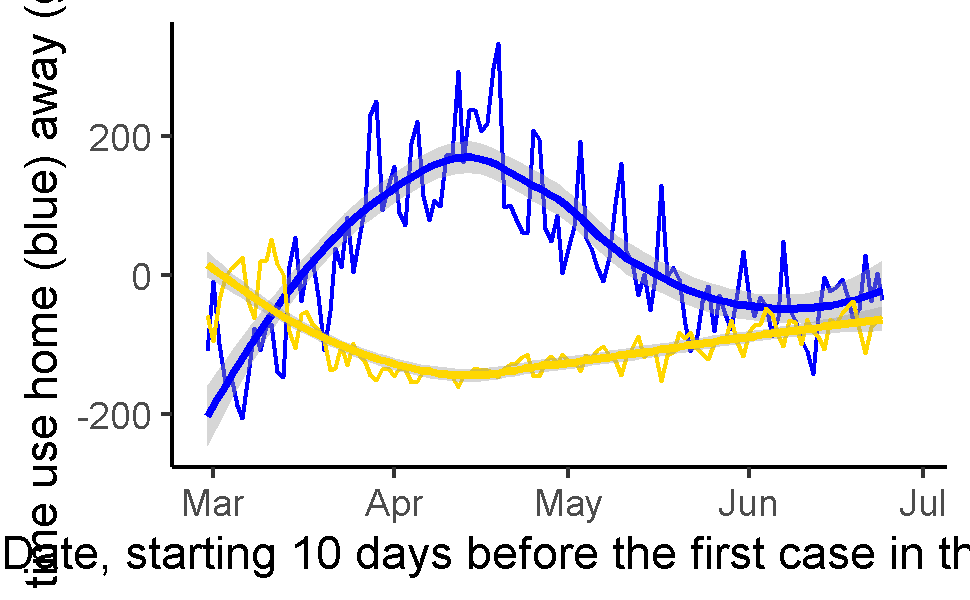 time use home (blue) away (
200
0
-200
Mar Apr May Jun Jul
Date, starting 10 days before the first case in th